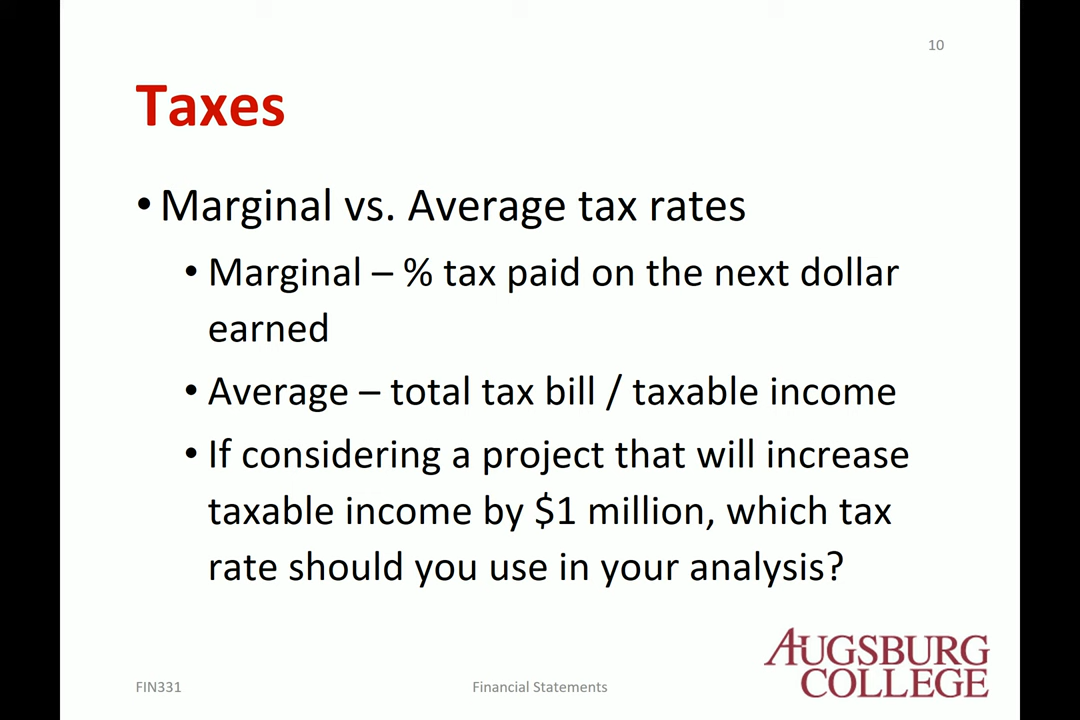 10
Taxes
• Marginal vs. Average tax rates
• Marginal – % tax paid on the next dollar
earned
• Average – total tax bill / taxable income
• If considering a project that will increase
taxable income by $1 million, which tax
rate should you use in your analysis?
FIN331
Financial Statements
AUGSBURG
COLLEGE